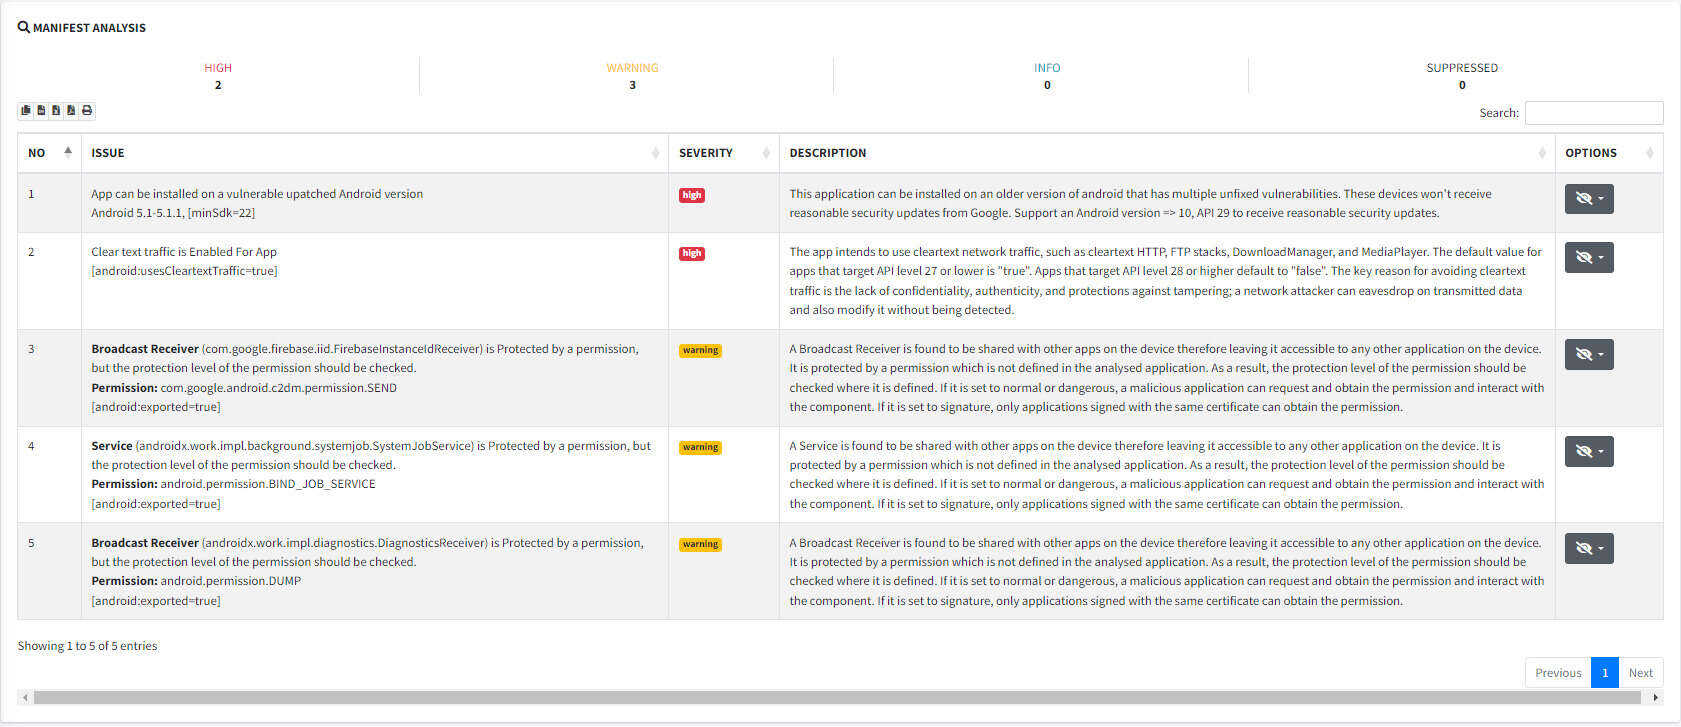 MANIFEST ANALYSIS
HIGH
2
WARNING
3
INFO
0
SUPPRESSED
0
Search:
NO
ISSUE
SEVERITY
DESCRIPTION
OPTIONS
1
App can be installed on a vulnerable upatched Android version
Android 5.1-5.1.1, [minSdk=22]
high
This application can be installed on an older version of android that has multiple unfixed vulnerabilities. These devices won't receive
reasonable security updates from Google. Support an Android version => 10, API 29 to receive reasonable security updates.
2
Clear text traffic is Enabled For App
[android:usesCleartextTraffic=true]
high
The app intends to use cleartext network traffic, such as cleartext HTTP, FTP stacks, DownloadManager, and MediaPlayer. The default value for
apps that target API level 27 or lower is "true". Apps that target API level 28 or higher default to "false". The key reason for avoiding cleartext
traffic is the lack of confidentiality, authenticity, and protections against tampering; a network attacker can eavesdrop on transmitted data
and also modify it without being detected.
3
Broadcast Receiver (com.google.firebase.iid.FirebaseInstanceIdReceiver) is Protected by a permission,
but the protection level of the permission should be checked.
Permission: com.google.android.c2dm.permission.SEND
[android:exported=true]
warning
A Broadcast Receiver is found to be shared with other apps on the device therefore leaving it accessible to any other application on the device.
It is protected by a permission which is not defined in the analysed application. As a result, the protection level of the permission should be
checked where it is defined. If it is set to normal or dangerous, a malicious application can request and obtain the permission and interact with
the component. If it is set to signature, only applications signed with the same certificate can obtain the permission.
4
Service (androidx.work.impl.background.systemjob.SystemJobService) is Protected by a permission, but
the protection level of the permission should be checked.
Permission: android.permission.BIND_JOB_SERVICE
[android:exported=true]
warning
A Service is found to be shared with other apps on the device therefore leaving it accessible to any other application on the device. It is
protected by a permission which is not defined in the analysed application. As a result, the protection level of the permission should be
checked where it is defined. If it is set to normal or dangerous, a malicious application can request and obtain the permission and interact with
the component. If it is set to signature, only applications signed with the same certificate can obtain the permission.
5
Broadcast Receiver (androidx.work.impl.diagnostics.DiagnosticsReceiver) is Protected by a permission,
but the protection level of the permission should be checked.
Permission: android.permission.DUMP
[android:exported=true]
warning
A Broadcast Receiver is found to be shared with other apps on the device therefore leaving it accessible to any other application on the device.
It is protected by a permission which is not defined in the analysed application. As a result, the protection level of the permission should be
checked where it is defined. If it is set to normal or dangerous, a malicious application can request and obtain the permission and interact with
the component. If it is set to signature, only applications signed with the same certificate can obtain the permission.
Showing 1 to 5 of 5 entries
Previous
1
Next